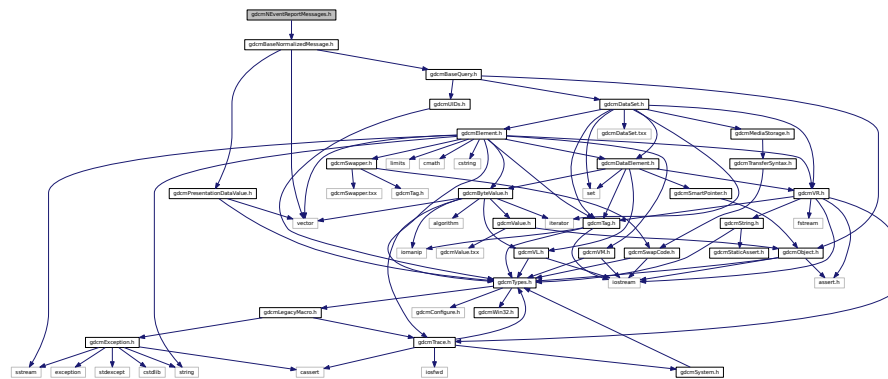 gdcmNEventReportMessages.h
gdcmBaseNormalizedMessage.h
gdcmBaseQuery.h
gdcmUIDs.h
gdcmDataSet.h
gdcmElement.h
gdcmDataSet.txx
gdcmMediaStorage.h
gdcmSwapper.h
limits
cmath
cstring
gdcmDataElement.h
gdcmTransferSyntax.h
gdcmPresentationDataValue.h
gdcmSwapper.txx
gdcmTag.h
gdcmByteValue.h
set
gdcmSmartPointer.h
gdcmVR.h
vector
algorithm
gdcmValue.h
iterator
gdcmTag.h
gdcmString.h
fstream
iomanip
gdcmValue.txx
gdcmVL.h
gdcmVM.h
gdcmSwapCode.h
gdcmStaticAssert.h
gdcmObject.h
gdcmTypes.h
iostream
assert.h
gdcmLegacyMacro.h
gdcmConfigure.h
gdcmWin32.h
gdcmException.h
gdcmTrace.h
sstream
exception
stdexcept
cstdlib
string
cassert
iosfwd
gdcmSystem.h